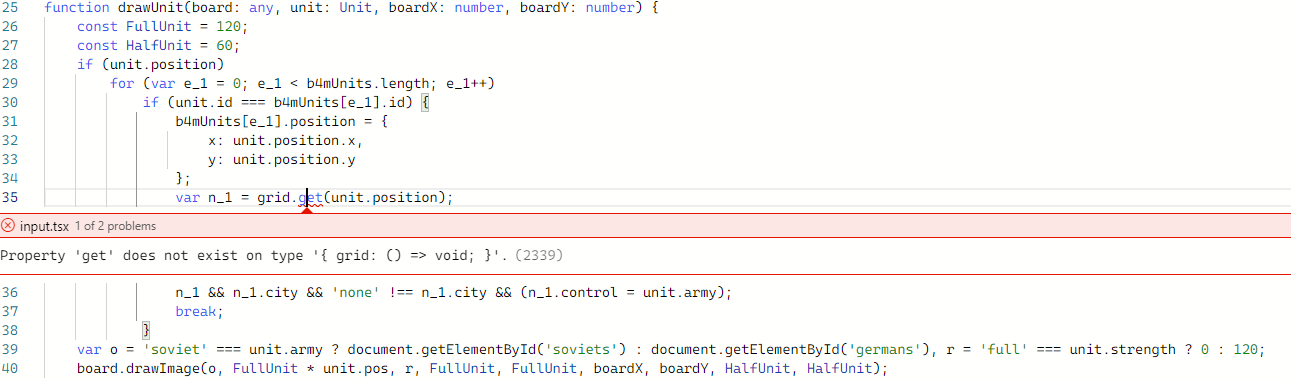 25 function drawUnit(board: any, unit: Unit, boardX: number, boardY: number) {
26 const FullUnit = 120;
27 const HalfUnit = 60;
28 if (unit.position)
29 for (var e_1 = 0; e_1 < b4mUnits.length; e_1++)
30 if (unit.id === b4mUnits[e_1].id) {
31 b4mUnits[e_1].position = {
32 x: unit.position.x,
33 y: unit.position.y
34 };
35 var n_1 = grid.get(unit.position);
input.tsx 1 of 2 problems
Property 'get' does not exist on type '{ grid: () => void; }'. (2339)
36 n_1 && n_1.city && 'none' !== n_1.city && (n_1.control = unit.army);
37 break;
38 }
39 var o = 'soviet' === unit.army ? document.getElementById('soviets') : document.getElementById('germans'), r = 'full' === unit.strength ? 0 : 120;
40 board.drawImage(o, FullUnit * unit.pos, r, FullUnit, FullUnit, boardX, boardY, HalfUnit, HalfUnit);